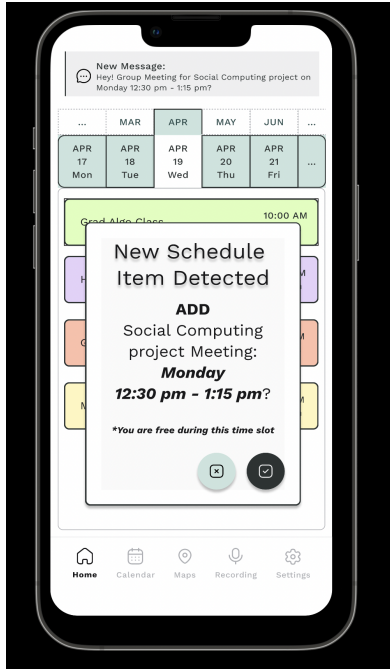 New Message:
Hey! Group Meeting for Social Computing project on
Monday 12:30 pm - 1:15 pm?
... MAR APR MAY JUN ...
APR APR APR APR APR
17 18 19 20 21 ...
Mon Tue Wed Thu Fri
10:00 AM
Grad Algo Class
New Schedule
Item Detected
ADD
Social Computing
project Meeting:
Monday
12:30 pm - 1:15 pm?
*You are free during this time slot
Home Calendar Maps Recording Settings